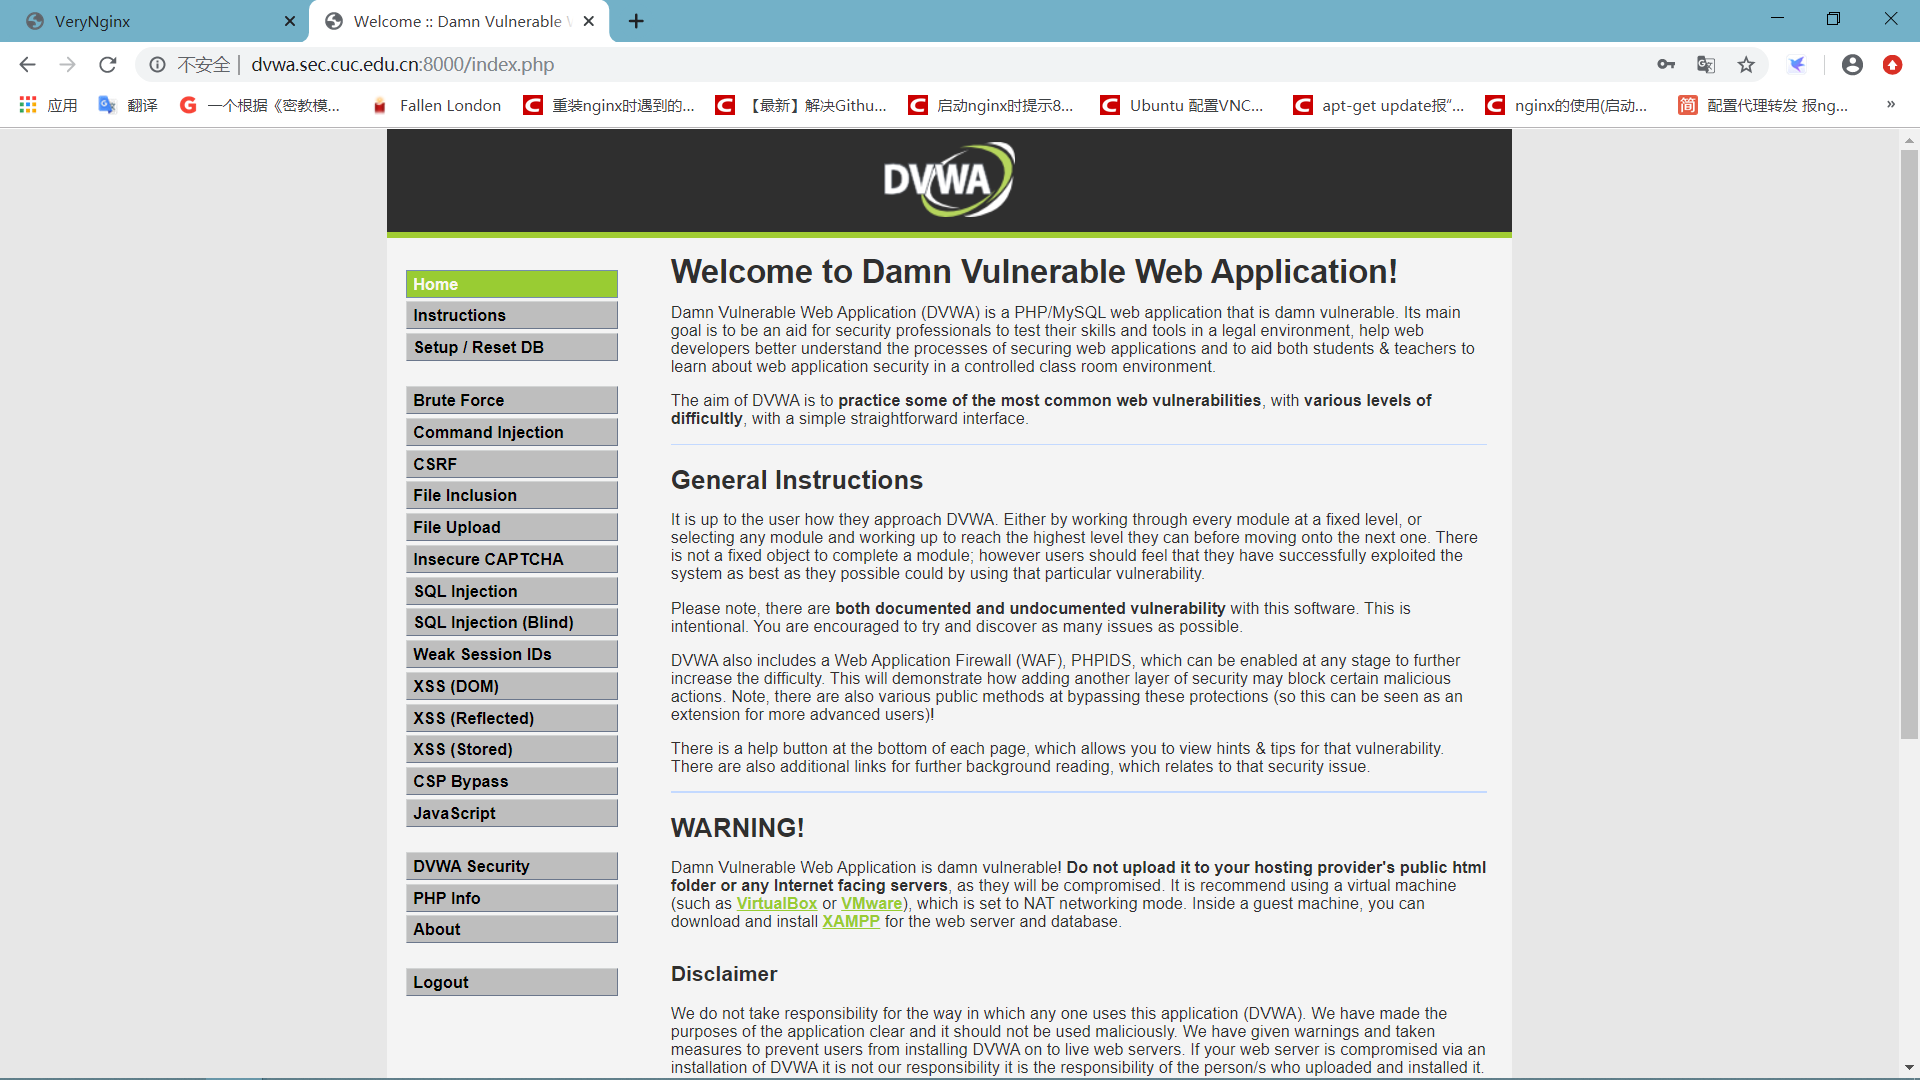 VeryNginx
Welcome :: Damn Vulnerable
不安全 | dvwa.sec.cuc.edu.cn:8000/index.php
应用
翻译
一个根据《密教模...
Fallen London
重装nginx时遇到的...
【最新】解决Githu...
启动nginx时提示8...
Ubuntu 配置VNC...
apt-get update报“...
nginx的使用(启动...
简
配置代理转发 报ng...
»
DVWA
Home
Instructions
Setup / Reset DB
Brute Force
Command Injection
CSRF
File Inclusion
File Upload
Insecure CAPTCHA
SQL Injection
SQL Injection (Blind)
Weak Session IDs
XSS (DOM)
XSS (Reflected)
XSS (Stored)
CSP Bypass
JavaScript
DVWA Security
PHP Info
About
Logout
Welcome to Damn Vulnerable Web Application!
Damn Vulnerable Web Application (DVWA) is a PHP/MySQL web application that is damn vulnerable. Its main
goal is to be an aid for security professionals to test their skills and tools in a legal environment, help web
developers better understand the processes of securing web applications and to aid both students & teachers to
learn about web application security in a controlled class room environment.
The aim of DVWA is to practice some of the most common web vulnerabilities, with various levels of
difficultly, with a simple straightforward interface.
General Instructions
It is up to the user how they approach DVWA. Either by working through every module at a fixed level, or
selecting any module and working up to reach the highest level they can before moving onto the next one. There
is not a fixed object to complete a module; however users should feel that they have successfully exploited the
system as best as they possible could by using that particular vulnerability.
Please note, there are both documented and undocumented vulnerability with this software. This is
intentional. You are encouraged to try and discover as many issues as possible.
DVWA also includes a Web Application Firewall (WAF), PHPIDS, which can be enabled at any stage to further
increase the difficulty. This will demonstrate how adding another layer of security may block certain malicious
actions. Note, there are also various public methods at bypassing these protections (so this can be seen as an
extension for more advanced users)!
There is a help button at the bottom of each page, which allows you to view hints & tips for that vulnerability.
There are also additional links for further background reading, which relates to that security issue.
WARNING!
Damn Vulnerable Web Application is damn vulnerable! Do not upload it to your hosting provider's public html
folder or any Internet facing servers, as they will be compromised. It is recommend using a virtual machine
(such as VirtualBox or VMware), which is set to NAT networking mode. Inside a guest machine, you can
download and install XAMPP for the web server and database.
Disclaimer
We do not take responsibility for the way in which any one uses this application (DVWA). We have made the
purposes of the application clear and it should not be used maliciously. We have given warnings and taken
measures to prevent users from installing DVWA on to live web servers. If your web server is compromised via an
installation of DVWA it is not our responsibility it is the responsibility of the person/s who uploaded and installed it.